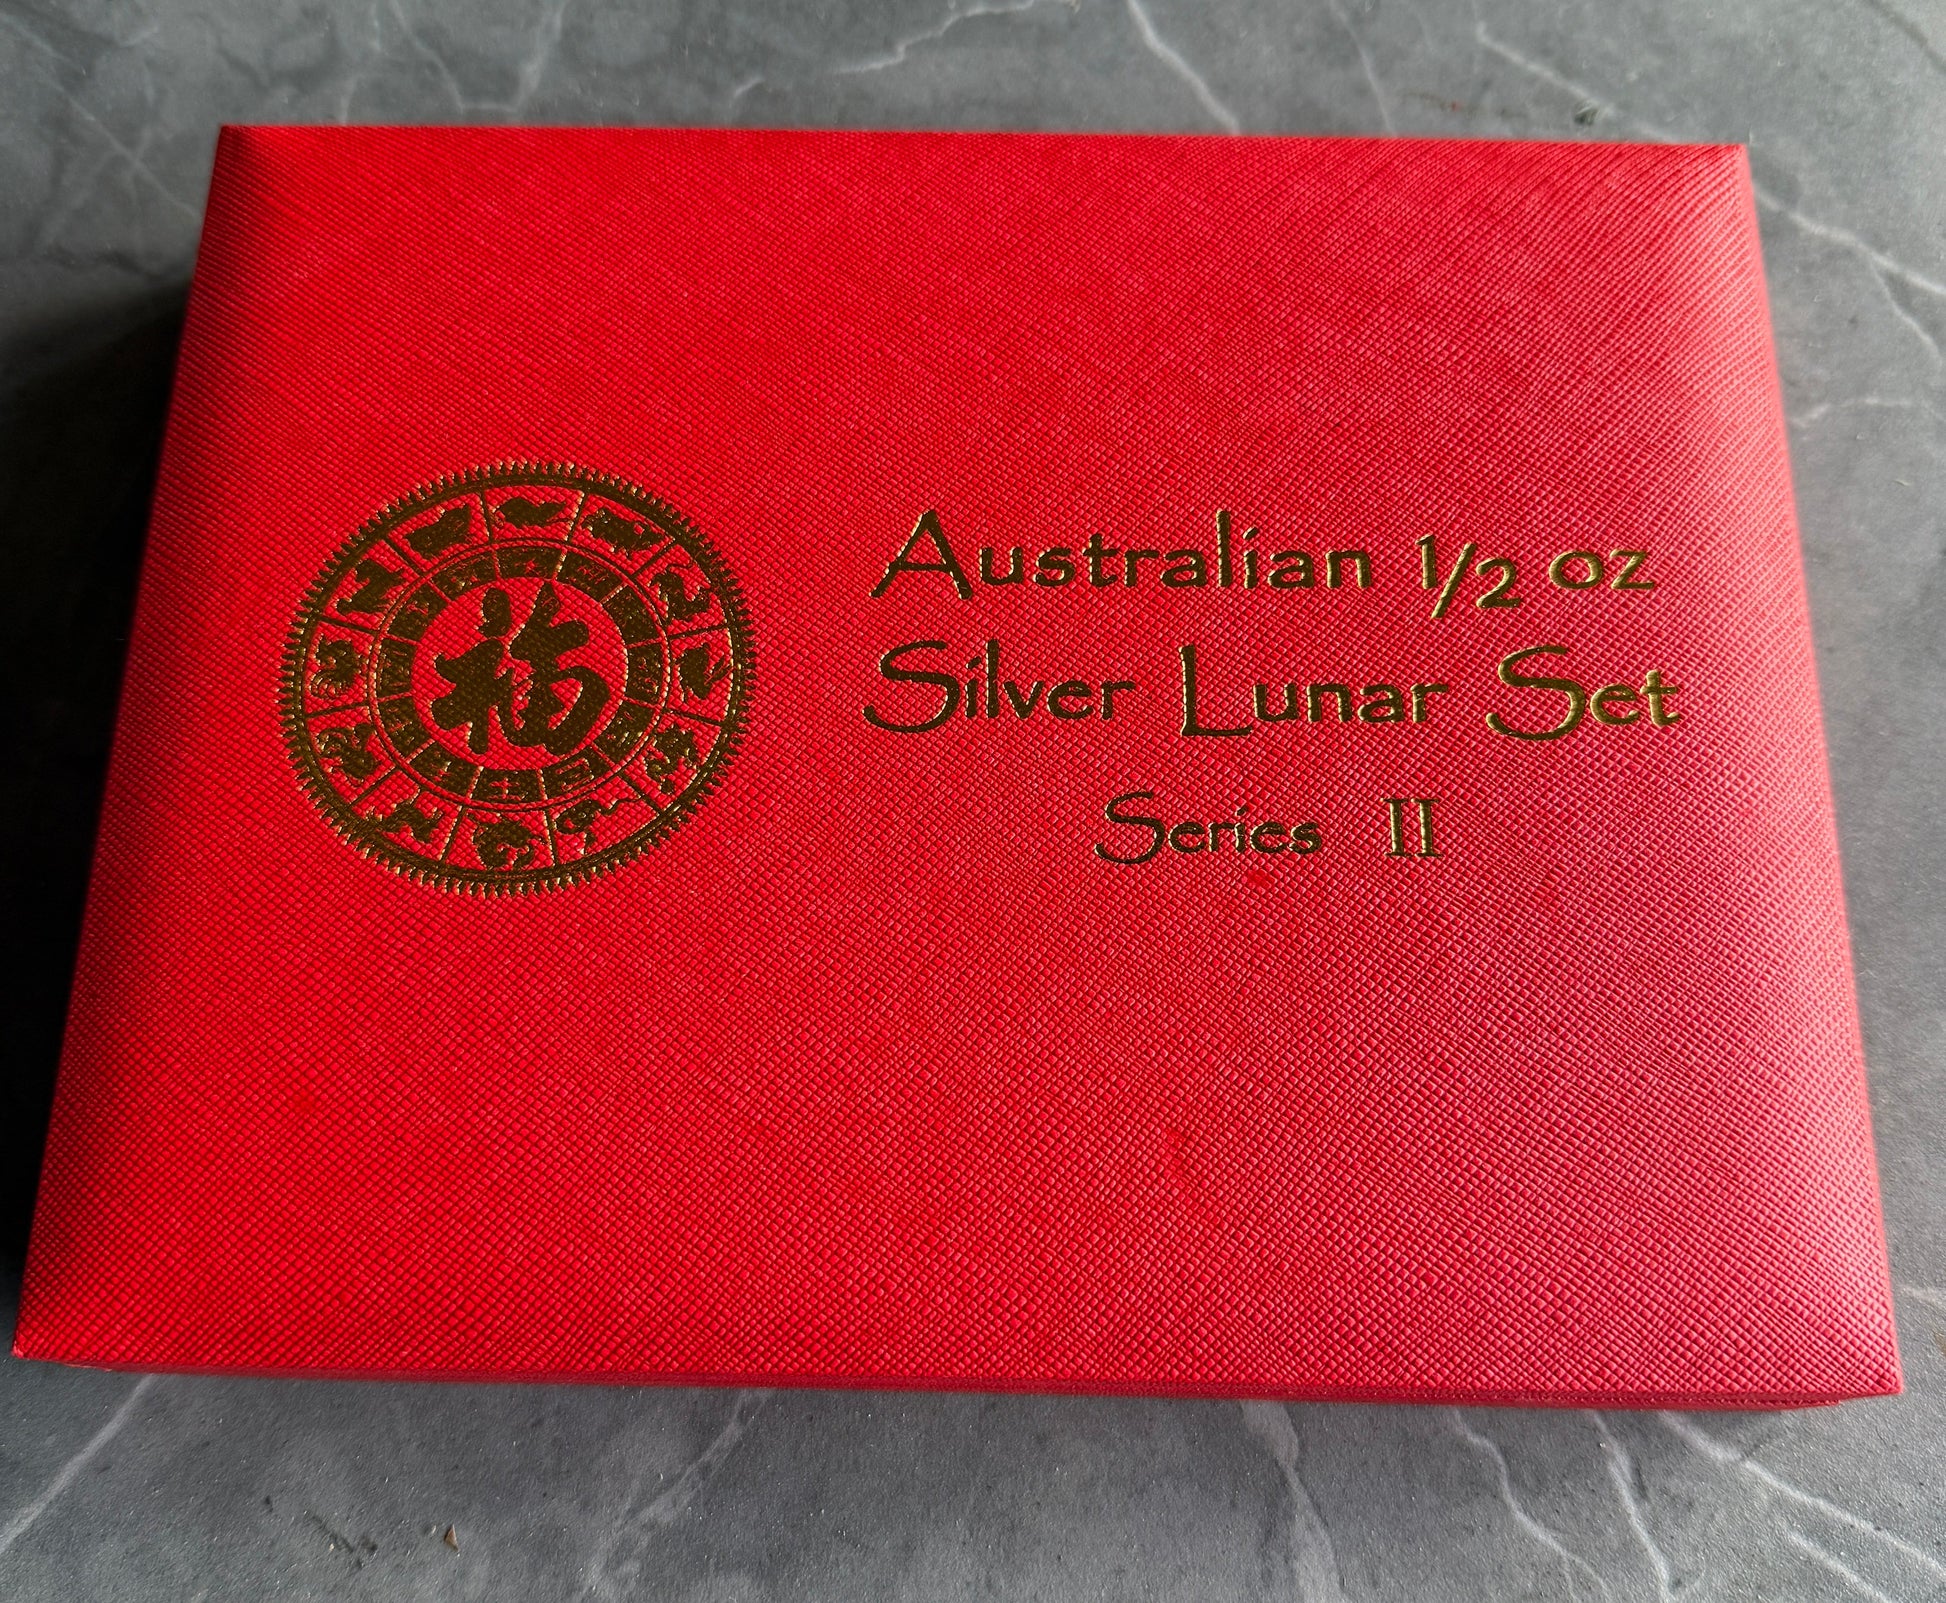 福
Australian 1/2 oz
Silver Lunar Set
Series II